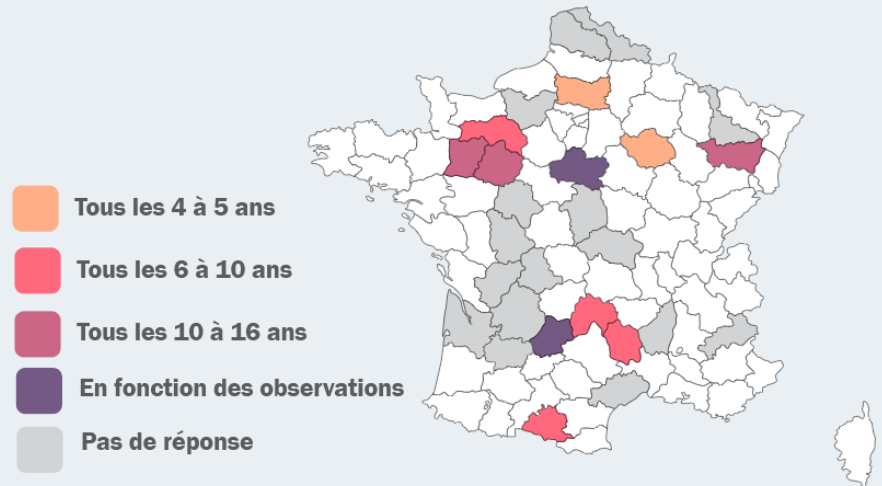 Tous les 4 à 5 ans
Tous les 6 à 10 ans
Tous les 10 à 16 ans
En fonction des observations
Pas de réponse